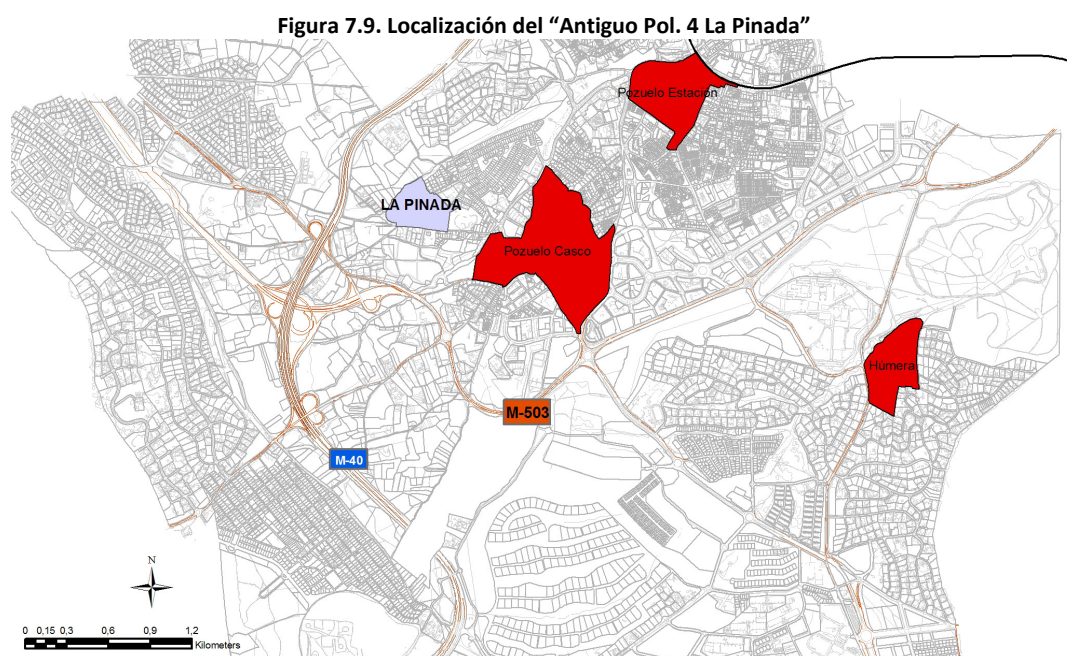 Figura 7.9. Localización del “Antiguo Pol. 4 La Pinada”
Pozuelo Estación
LA PINADA
Pozuelo Casco
Húmera
M-503
M-40
N
0 0,15 0,3 0,6 0,9 1,2
Kilometers